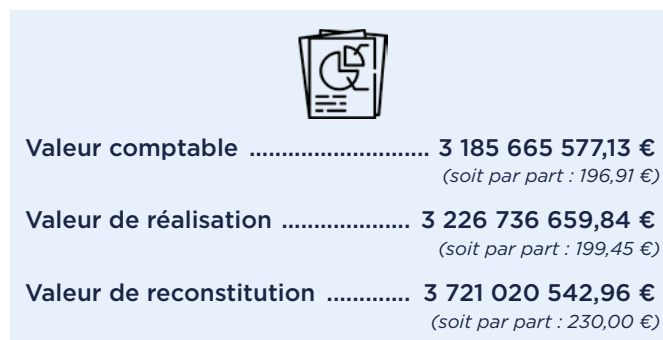 Valeur comptable ............................ 3 185 665 577,13 €
(soit par part : 196,91 €)
Valeur de réalisation .................... 3 226 736 659,84 €
(soit par part : 199,45 €)
Valeur de reconstitution ............. 3 721 020 542,96 €
(soit par part : 230,00 €)